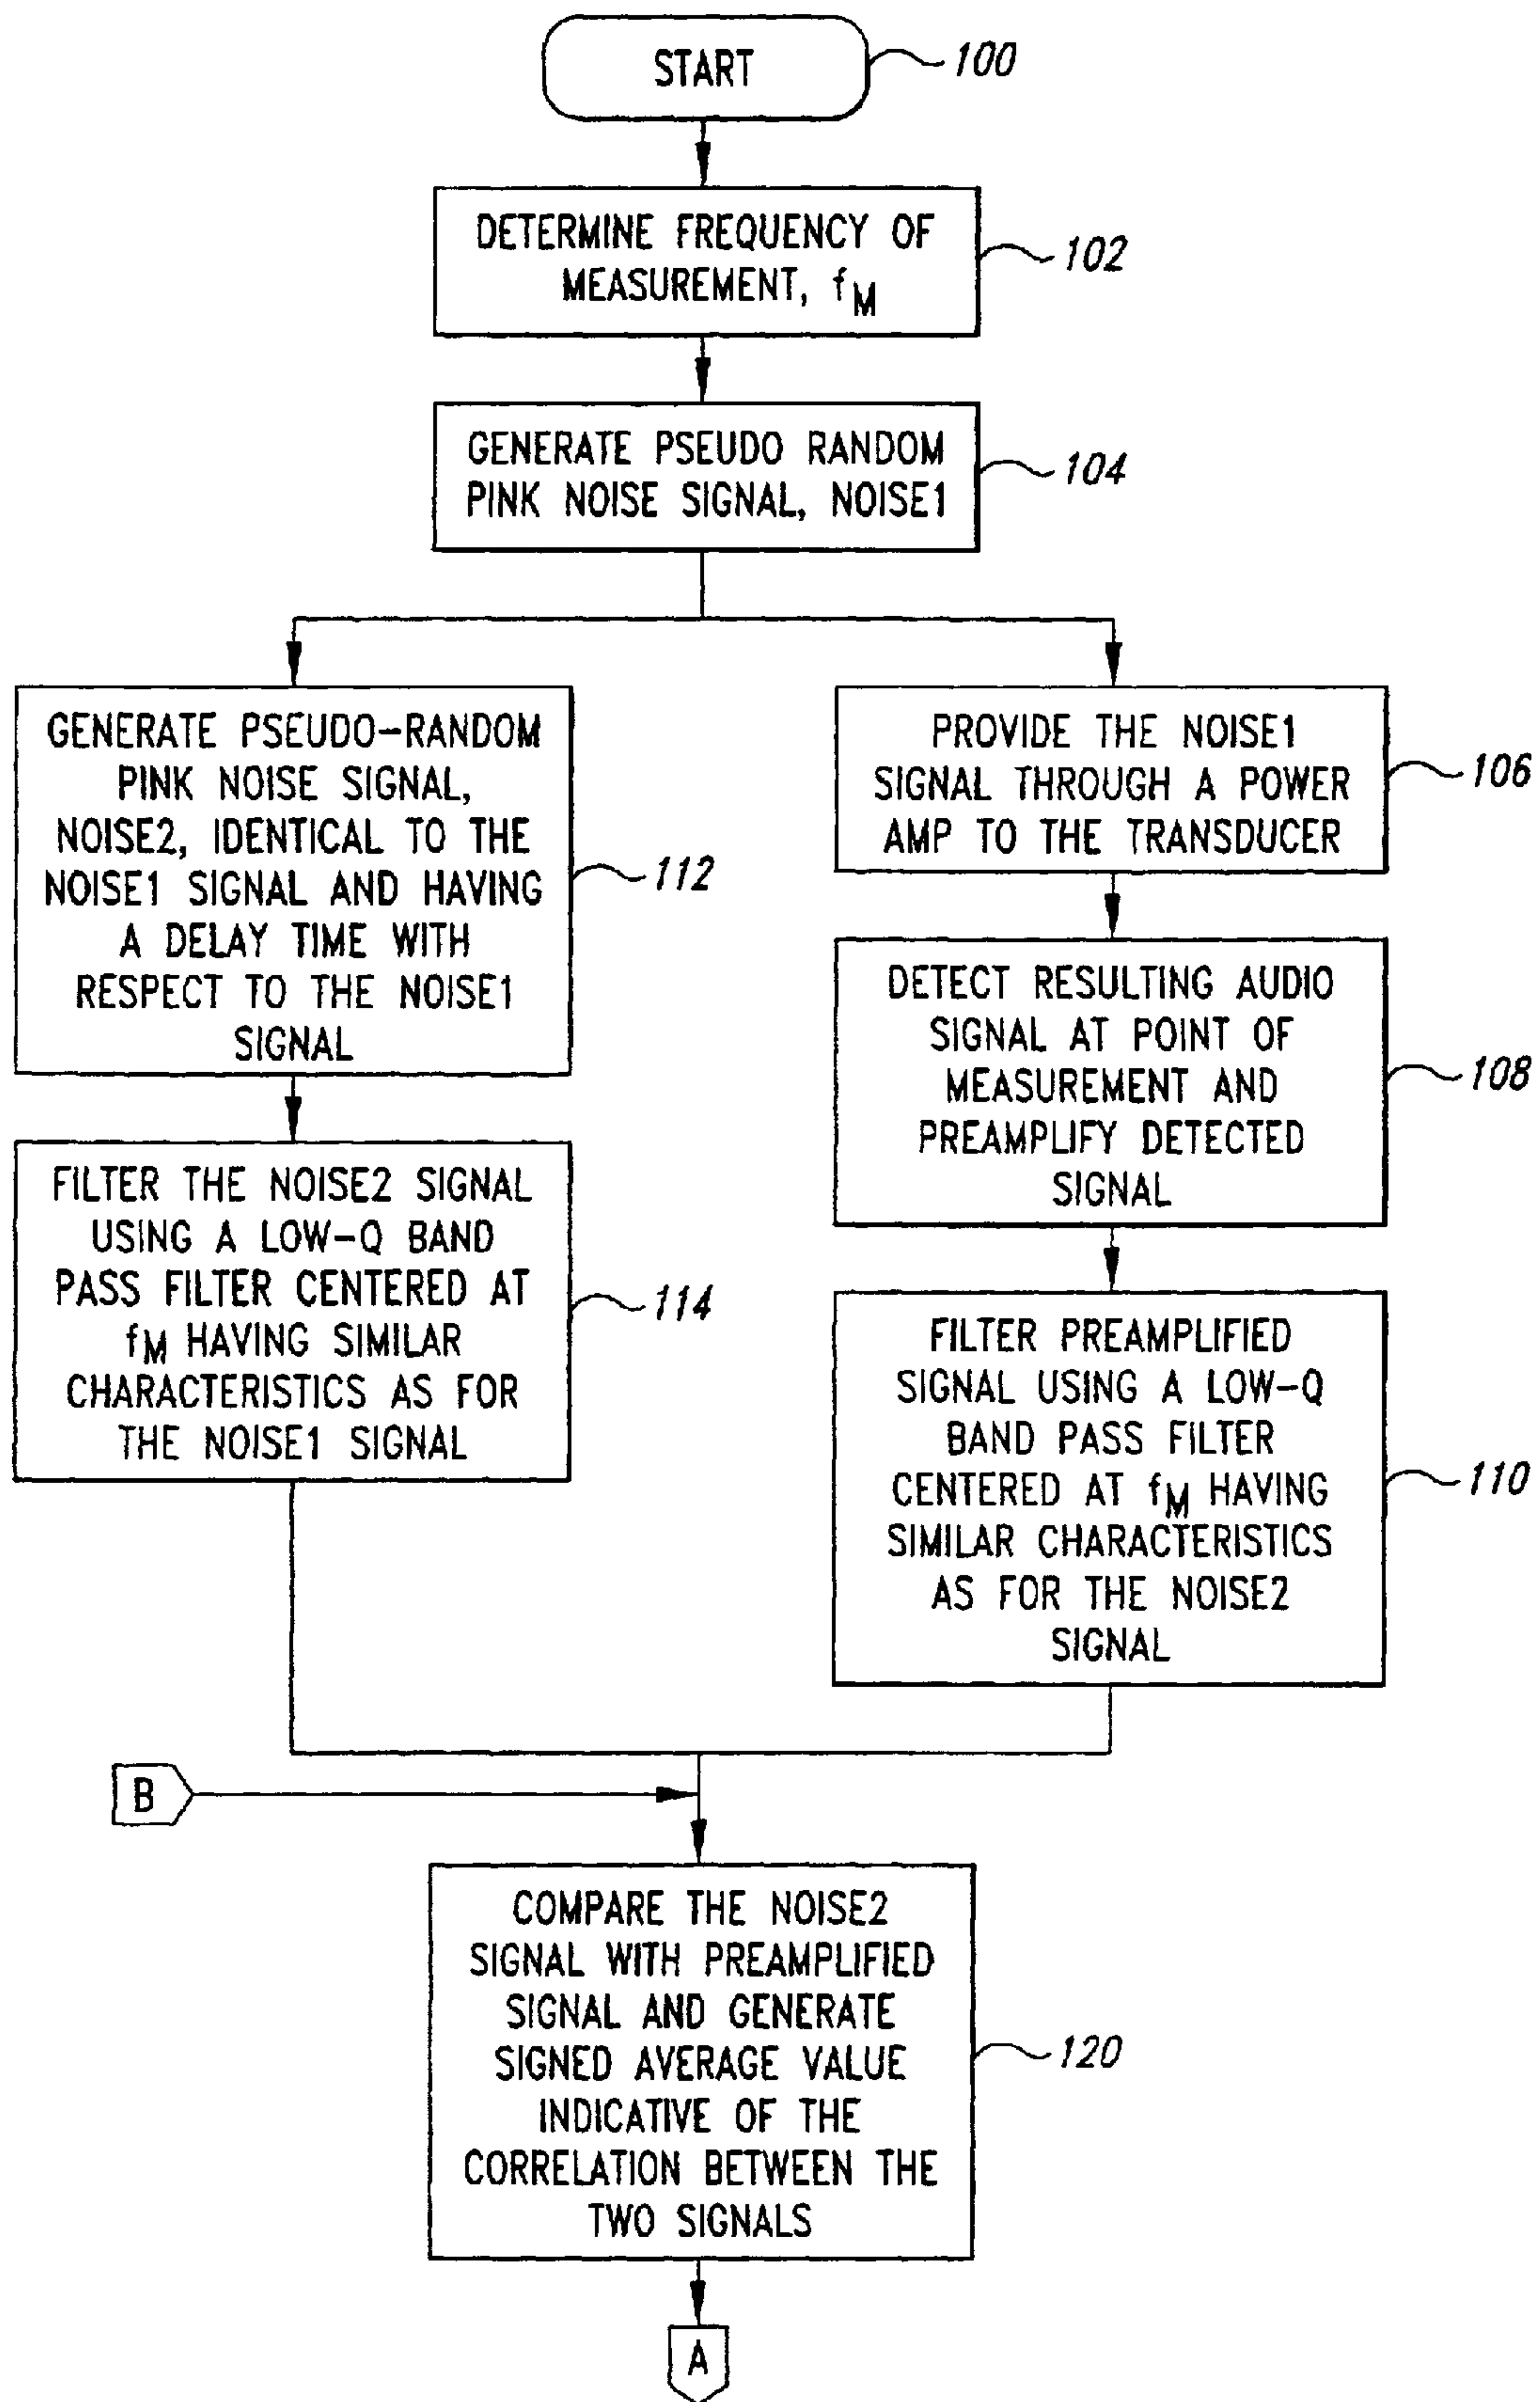 START
100
DETERMINE FREQUENCY OF
MEASUREMENT, fM
102
GENERATE PSEUDO RANDOM
PINK NOISE SIGNAL, NOISE1
104
GENERATE PSEUDO-RANDOM
PINK NOISE SIGNAL,
NOISE2, IDENTICAL TO THE
NOISE1 SIGNAL AND HAVING
A DELAY TIME WITH
RESPECT TO THE NOISE1
SIGNAL
112
PROVIDE THE NOISE1
SIGNAL THROUGH A POWER
AMP TO THE TRANSDUCER
106
DETECT RESULTING AUDIO
SIGNAL AT POINT OF
MEASUREMENT AND
PREAMPLIFY DETECTED
SIGNAL
108
FILTER THE NOISE2 SIGNAL
USING A LOW-Q BAND
PASS FILTER CENTERED AT
fM HAVING SIMILAR
CHARACTERISTICS AS FOR
THE NOISE1 SIGNAL
114
FILTER PREAMPLIFIED
SIGNAL USING A LOW-Q
BAND PASS FILTER
CENTERED AT fM HAVING
SIMILAR CHARACTERISTICS
AS FOR THE NOISE2
SIGNAL
110
B
COMPARE THE NOISE2
SIGNAL WITH PREAMPLIFIED
SIGNAL AND GENERATE
SIGNED AVERAGE VALUE
INDICATIVE OF THE
CORRELATION BETWEEN THE
TWO SIGNALS
120
A